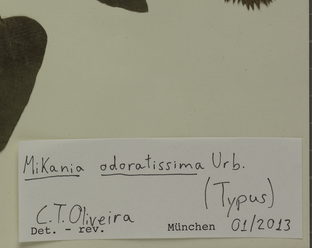 Mikania odoratissima Urb.
(Typus)
C.T.Oliveira
Det. - rev. München 01/2013